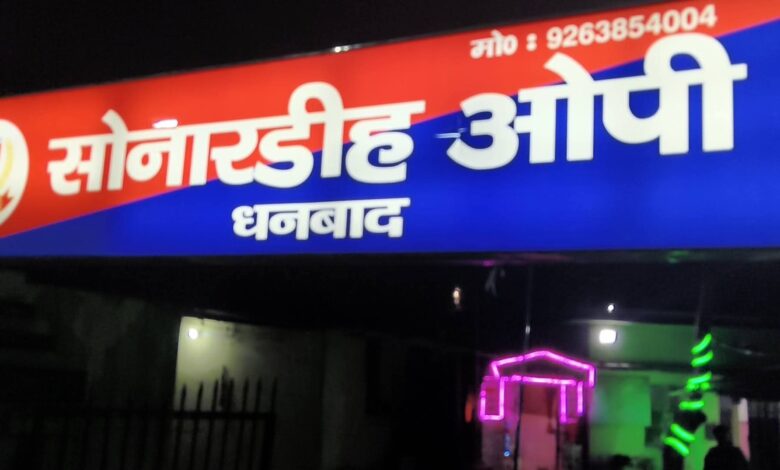 मो० : 9263854004
सोनारडीह ओपी
धनबाद